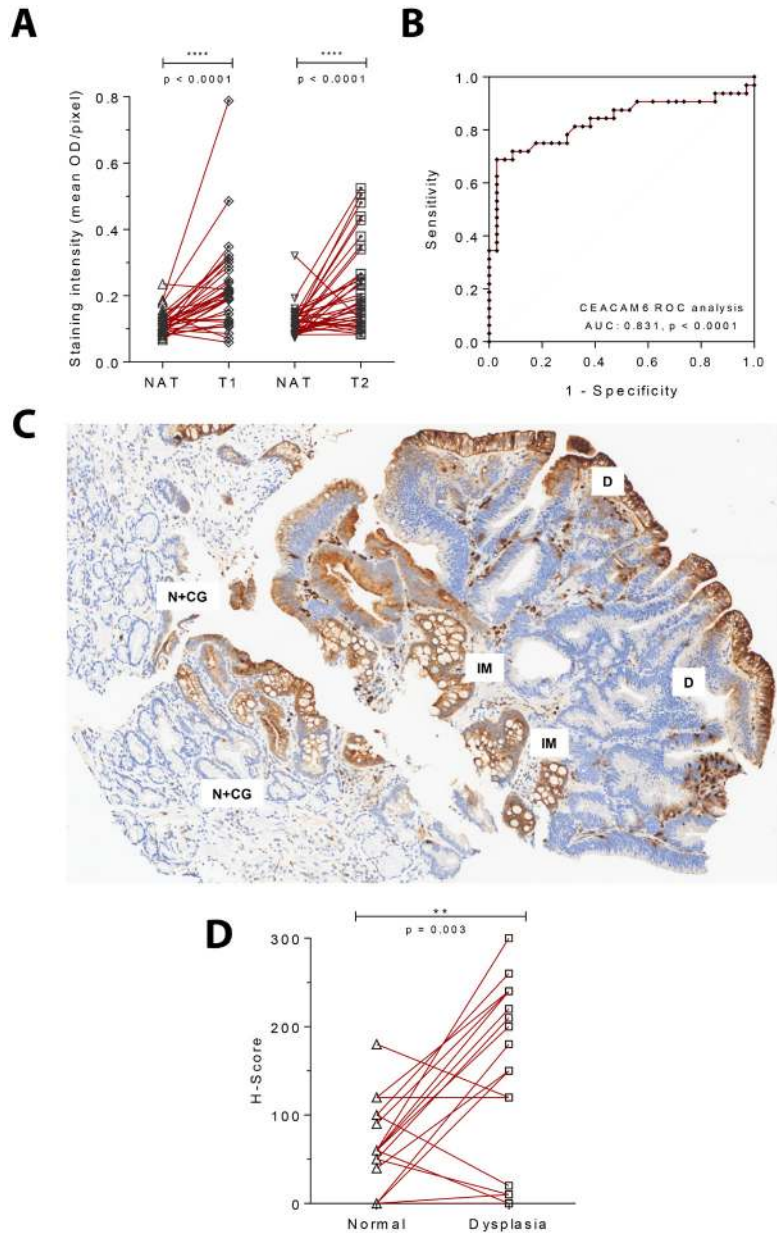 A
****
p < 0.0001
****
p < 0.0001
Staining intensity (mean OD/pixel)
0.8
0.6
0.4
0.2
0.0
NAT T1 NAT T2
B
Sensitivity
1.0
0.8
0.6
0.4
0.2
0.0
CEACAM6 ROC analysis
AUC: 0.831, p < 0.0001
0.0 0.2 0.4 0.6 0.8 1.0
1 - Specificity
C
D
N+CG
IM
D
IM
N+CG
D
**
p = 0.003
H-Score
300
200
100
0
Normal Dysplasia